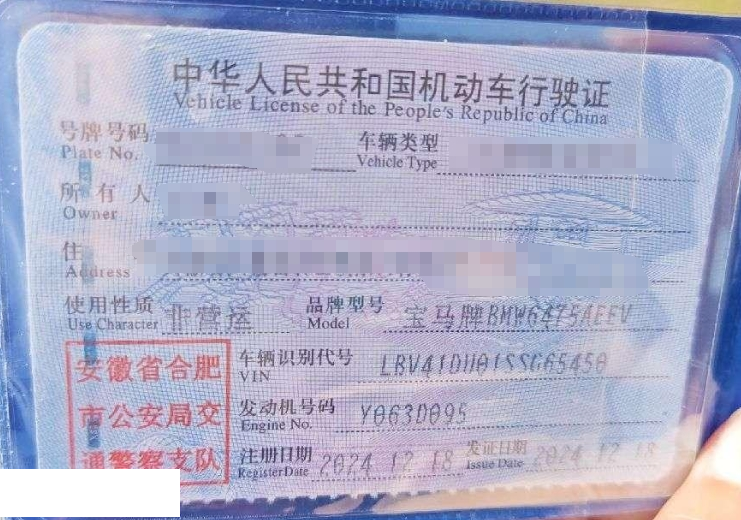 中华人民共和国机动车行驶证
Vehicle License of the People's Republic of China
号牌号码 车辆类型
Plate No. Vehicle Type
所有人
Owner
住
Address
使用性质 非营运 品牌型号 宝马牌BMW6475AEEV
Use Character Model
安徽省合肥
市公安局交
通警察支队
车辆识别代号 LBV41DU01SSG65450
VIN
发动机号码 Y063D095
Engine No.
注册日期 2024 12 18 发证日期 2024 12 18
Register Date Issue Date